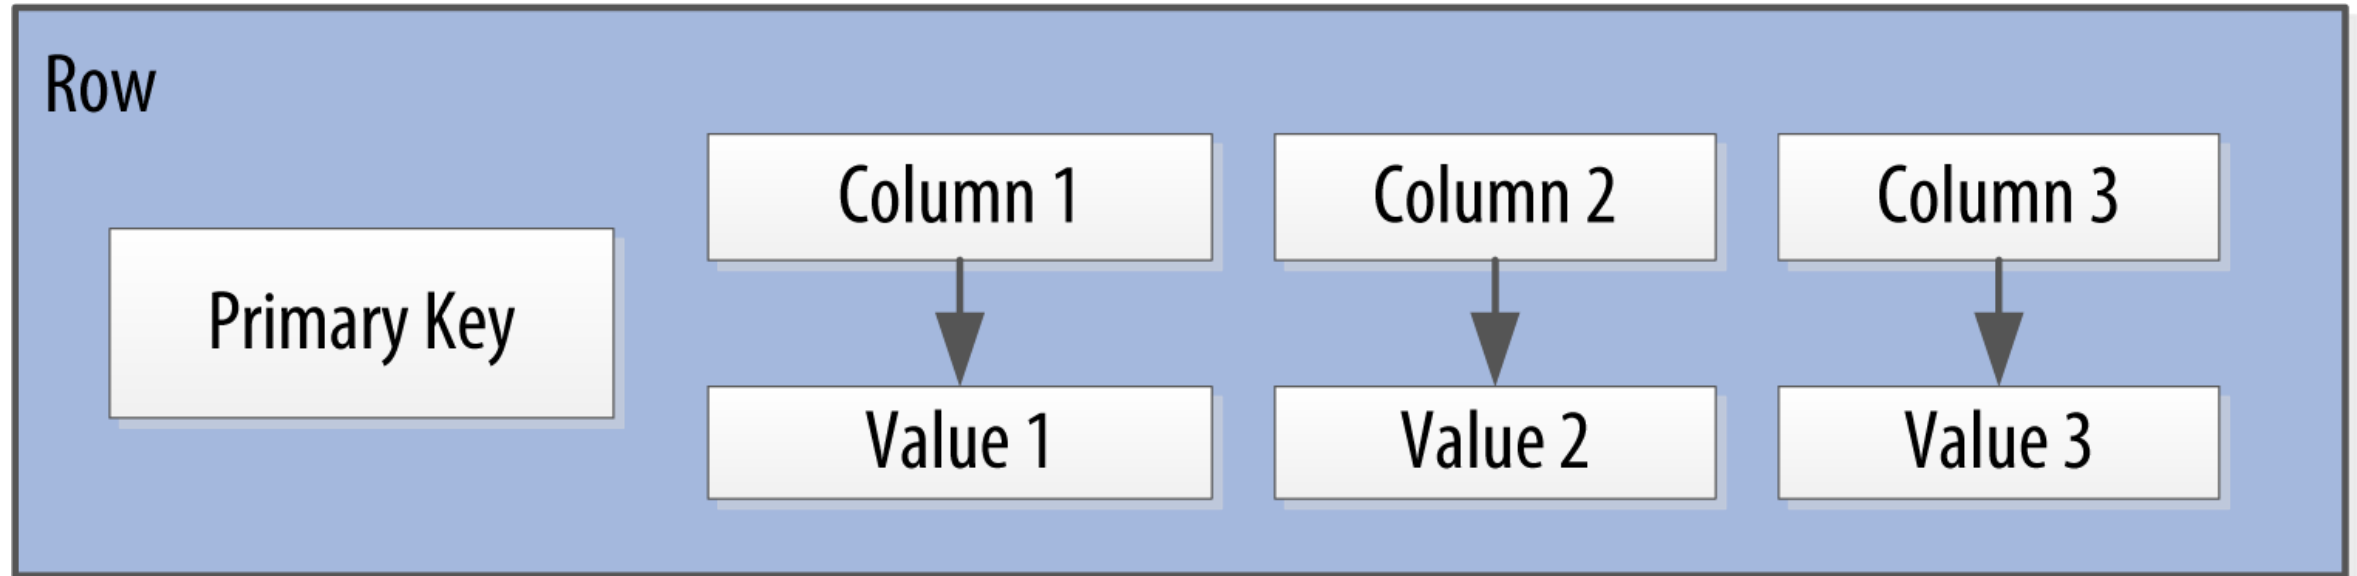 Row
Primary Key
Column 1
Column 2
Column 3
Value 1
Value 2
Value 3